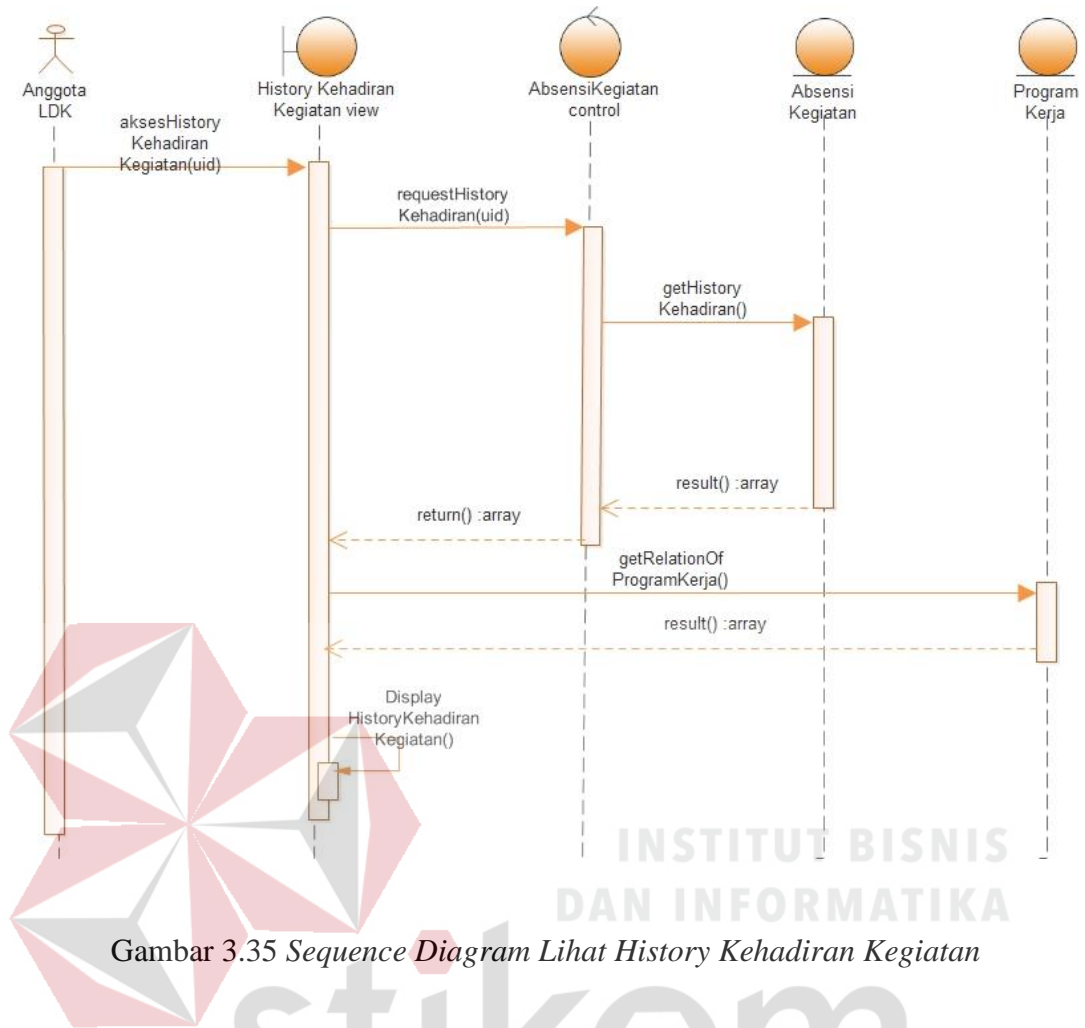 Anggota
LDK
History Kehadiran
Kegiatan view
AbsensiKegiatan
control
Absensi
Kegiatan
Program
Kerja
aksesHistory
Kehadiran
Kegiatan(uid)
requestHistory
Kehadiran(uid)
getHistory
Kehadiran()
result() :array
return() :array
getRelationOf
ProgramKerja()
result() :array
Display
HistoryKehadiran
Kegiatan()
INSTITUT BISNIS
DAN INFORMATIKA
Gambar 3.35 Sequence Diagram Lihat History Kehadiran Kegiatan
stikom